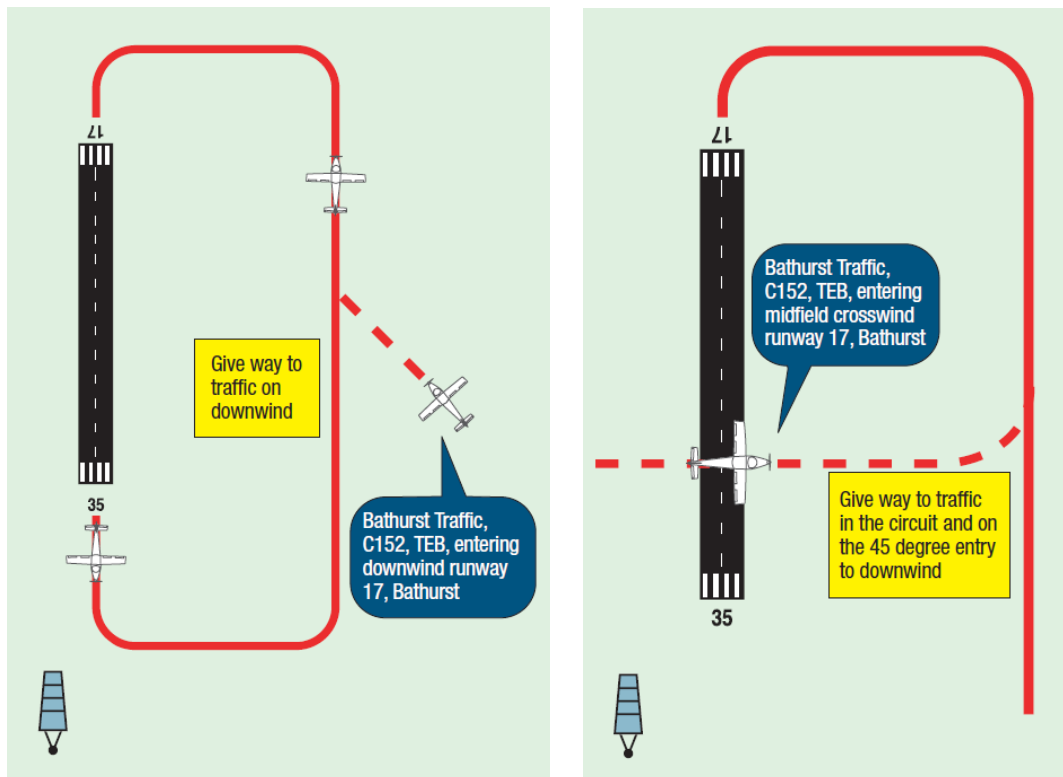 17
Give way to
traffic on
downwind
35
Bathurst Traffic,
C152, TEB, entering
downwind runway
17, Bathurst
17
Bathurst Traffic,
C152, TEB, entering
midfield crosswind
runway 17, Bathurst
Give way to traffic
in the circuit and on
the 45 degree entry
to downwind
35